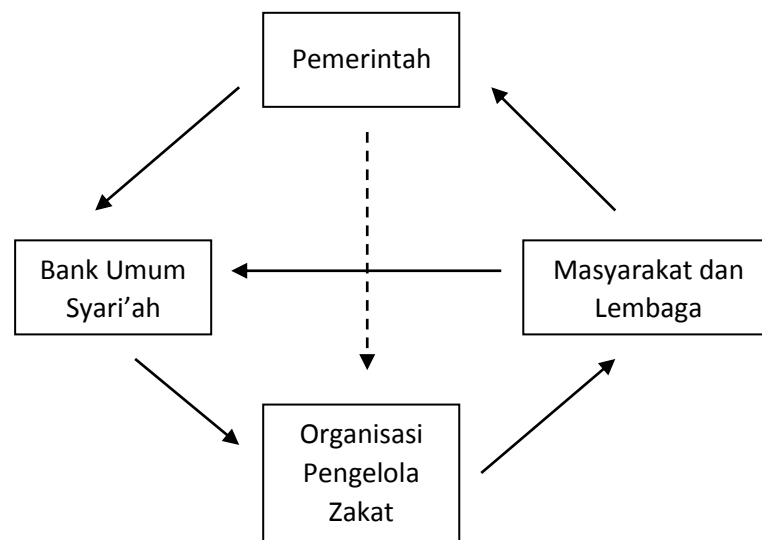 Pemerintah
Bank Umum
Syari’ah
Masyarakat dan
Lembaga
Organisasi
Pengelola
Zakat